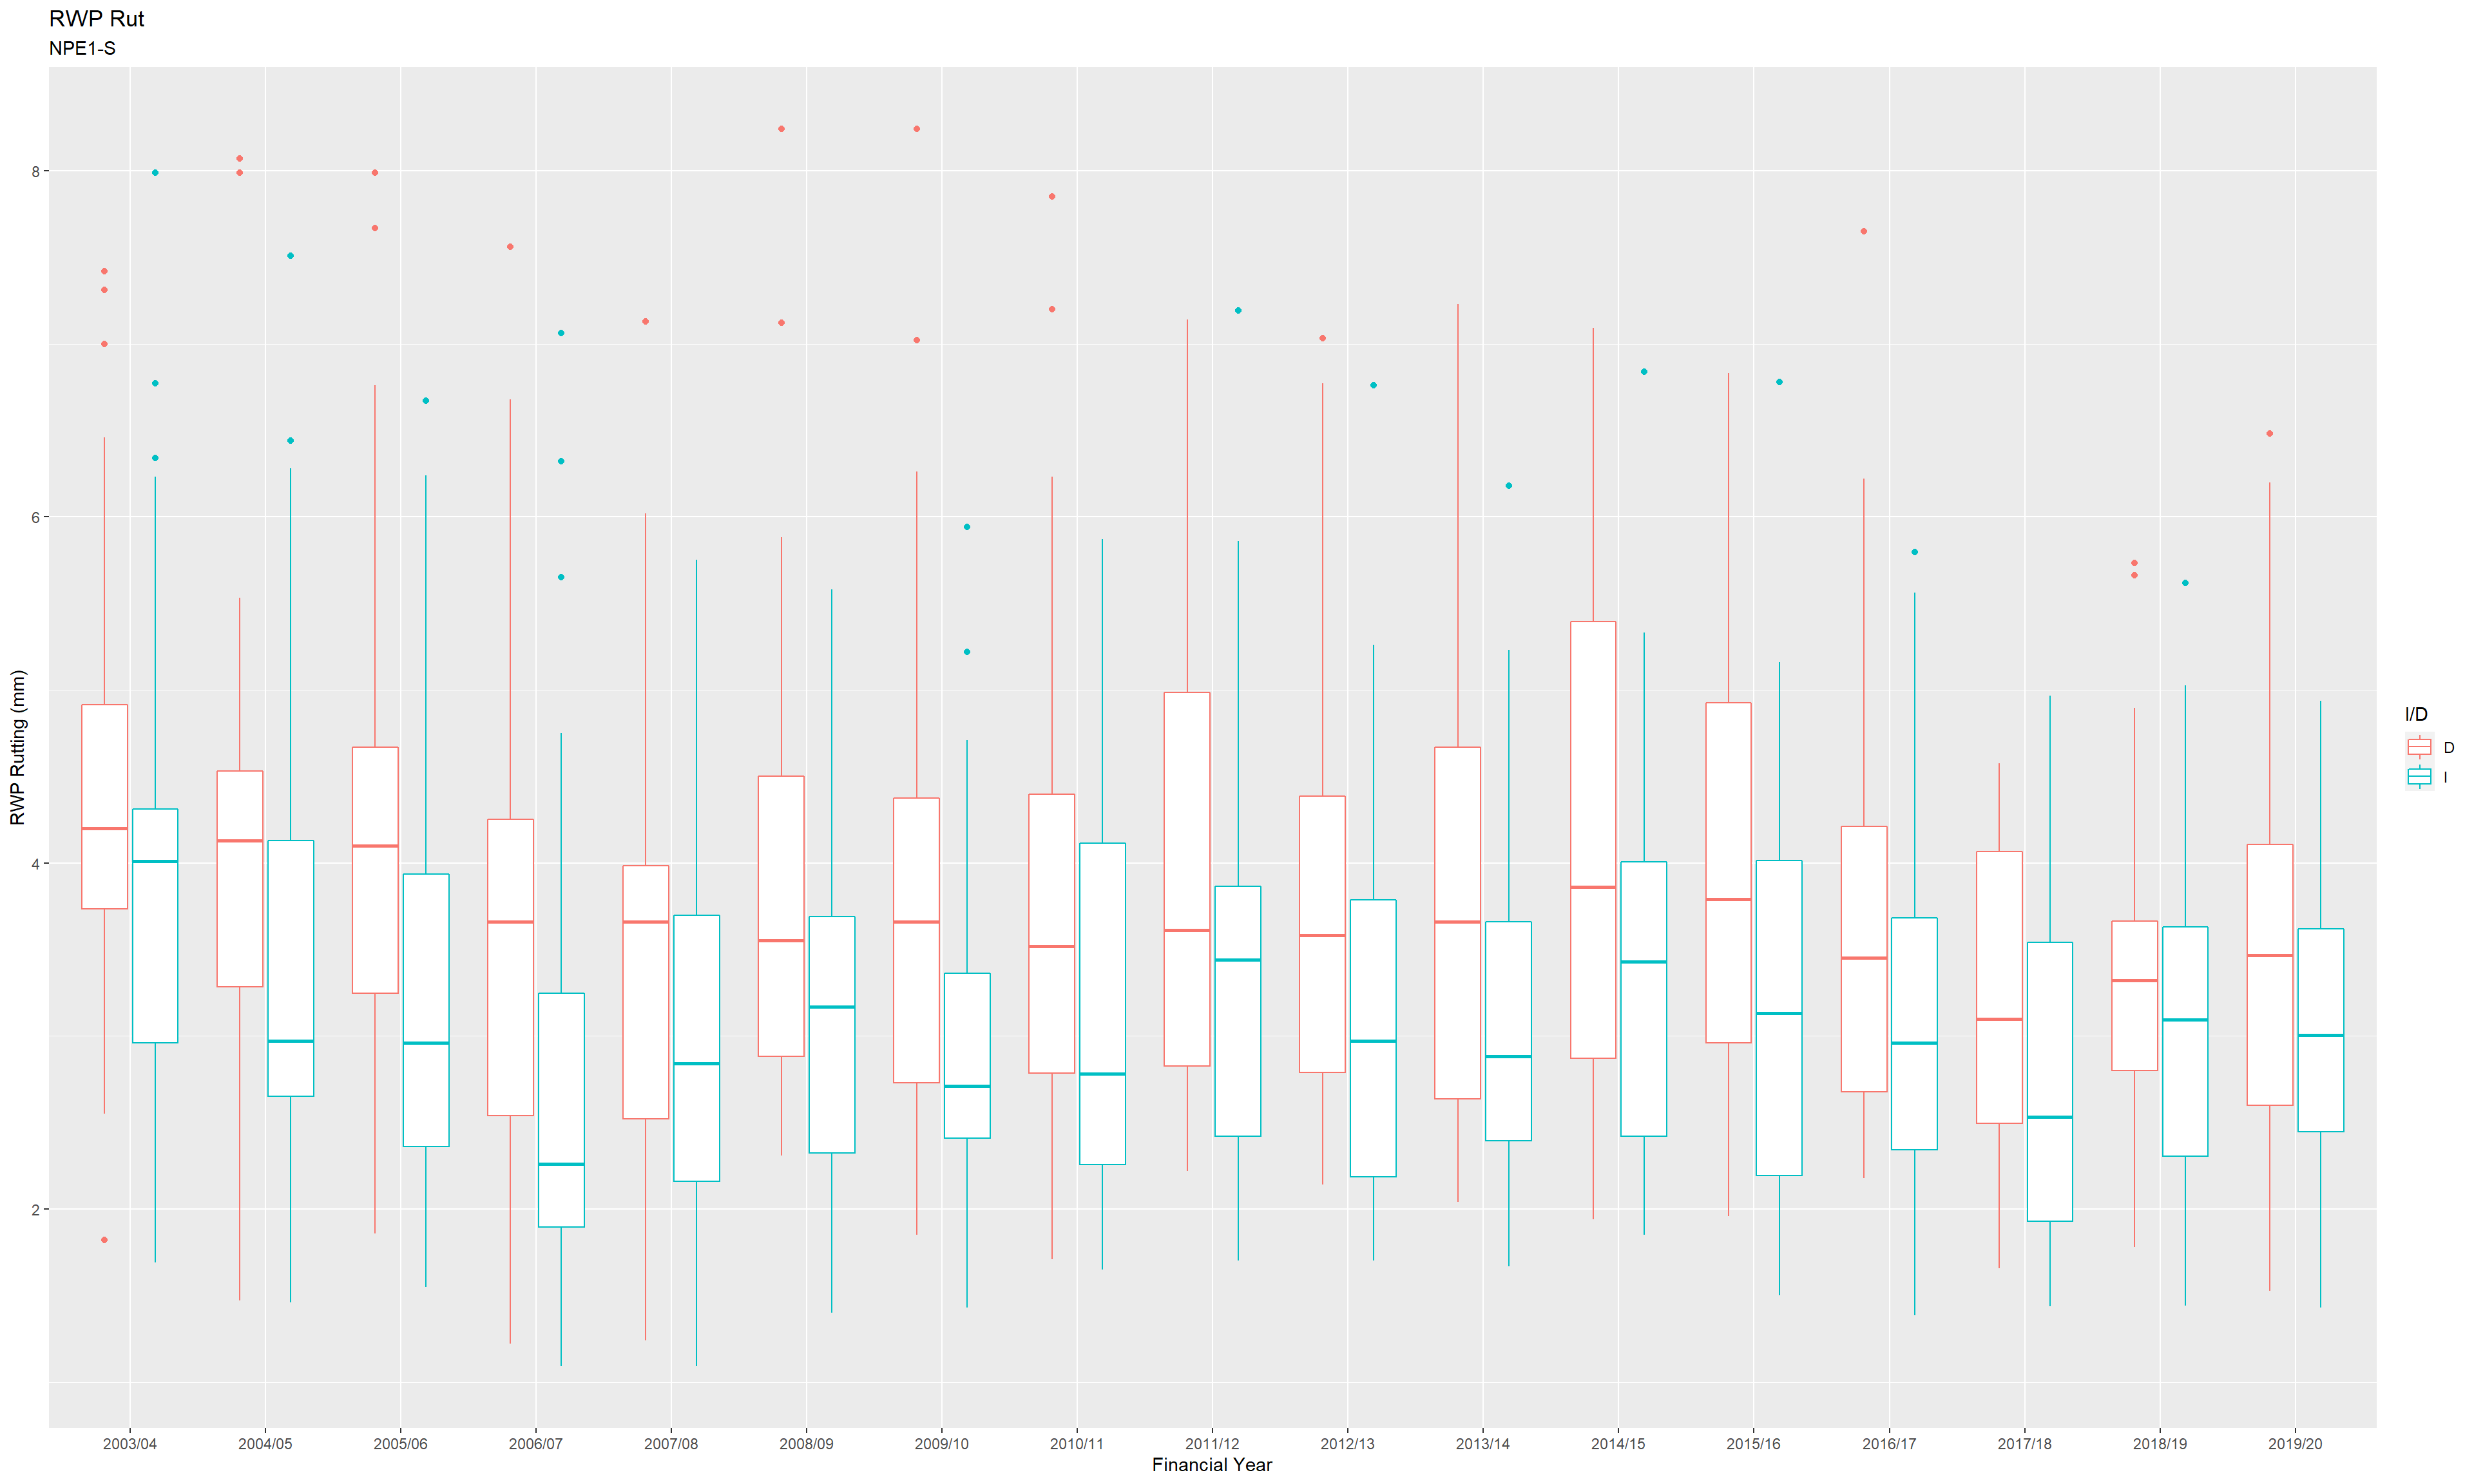 RWP Rut
NPE1-S
RWP Rutting (mm)
8
6
4
2
2003/04 2004/05 2005/06 2006/07 2007/08 2008/09 2009/10 2010/11 2011/12 2012/13 2013/14 2014/15 2015/16 2016/17 2017/18 2018/19 2019/20
Financial Year
I/D
D
I